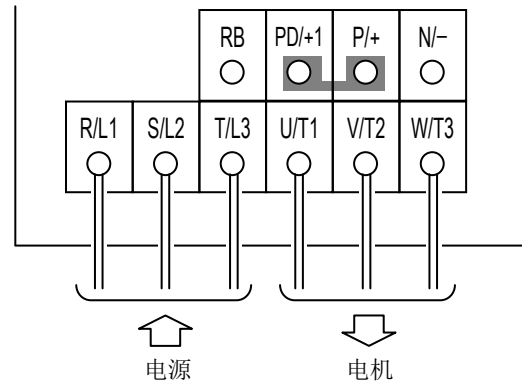 RB PD/+1 P/+ N/−
R/L1 S/L2 T/L3 U/T1 V/T2 W/T3
电源 电机